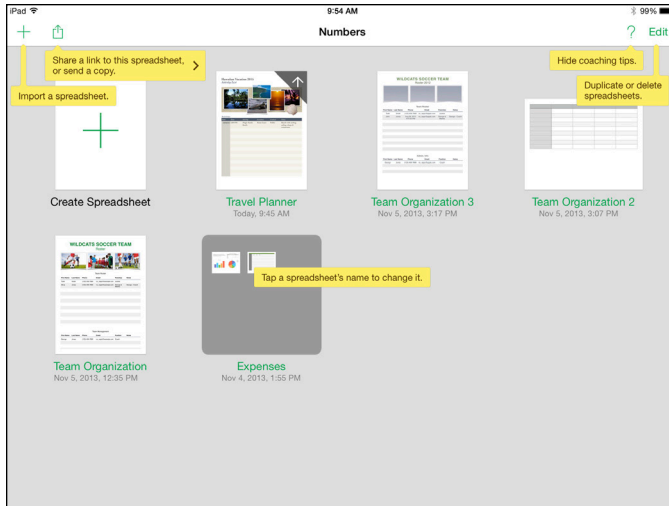 iPad 9:54 AM 99%
Numbers
Edit
Share a link to this spreadsheet,
or send a copy.
Hide coaching tips.
Import a spreadsheet.
Duplicate or delete
spreadsheets.
WILDCATS SOCCER TEAM
Create Spreadsheet
Travel Planner
Today, 9:45 AM
Team Organization 3
Nov 5, 2013, 3:17 PM
Team Organization 2
Nov 5, 2013, 3:07 PM
WILDCATS SOCCER TEAM
Tap a spreadsheet's name to change it.
Team Organization
Nov 5, 2013, 12:35 PM
Expenses
Nov 4, 2013, 1:55 PM